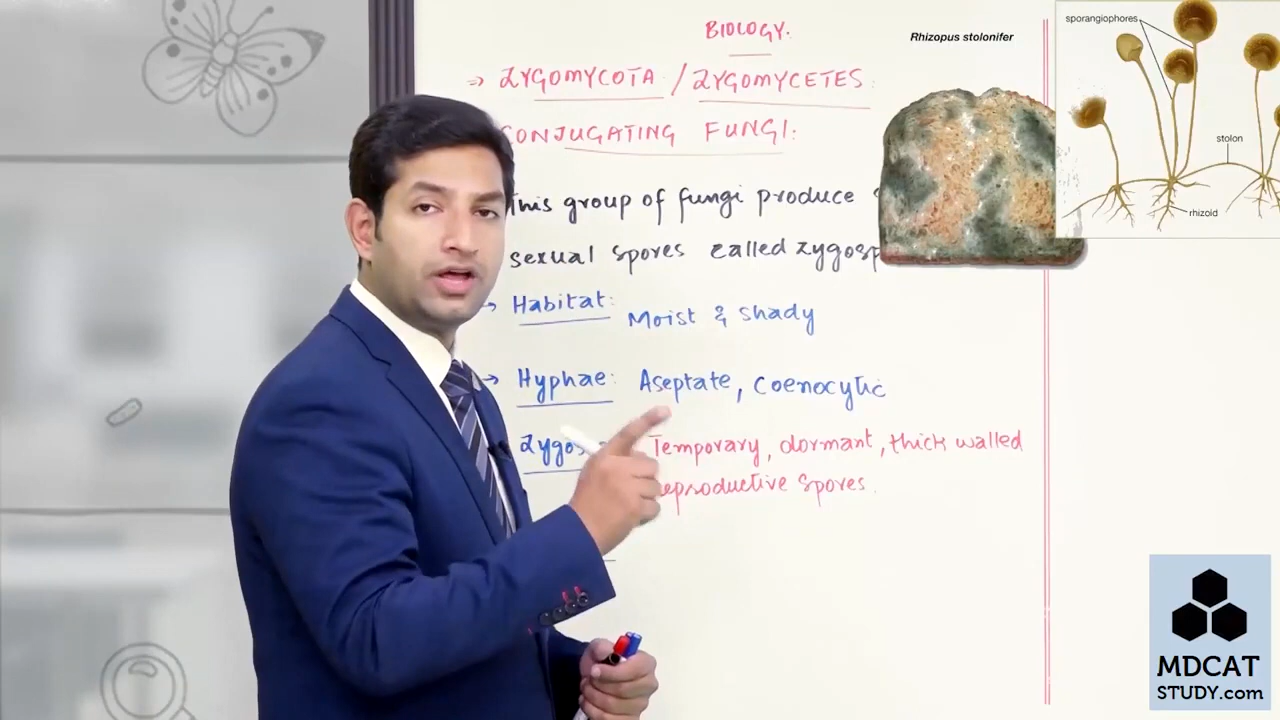 BIOLOGY.
→ ZYGOMYCOTA / ZYGOMYCETES:
CONJUGATING FUNGI:
This group of fungi produce
sexual spores called
→ Habitat: Moist & shady
→ Hyphae: Aseptate, Coenocytic
Temporary, dormant, thick walled
reproductive spores.
Rhizopus stolonifer
sporangiophores
stolon
rhizoid
MDCAT
STUDY.com